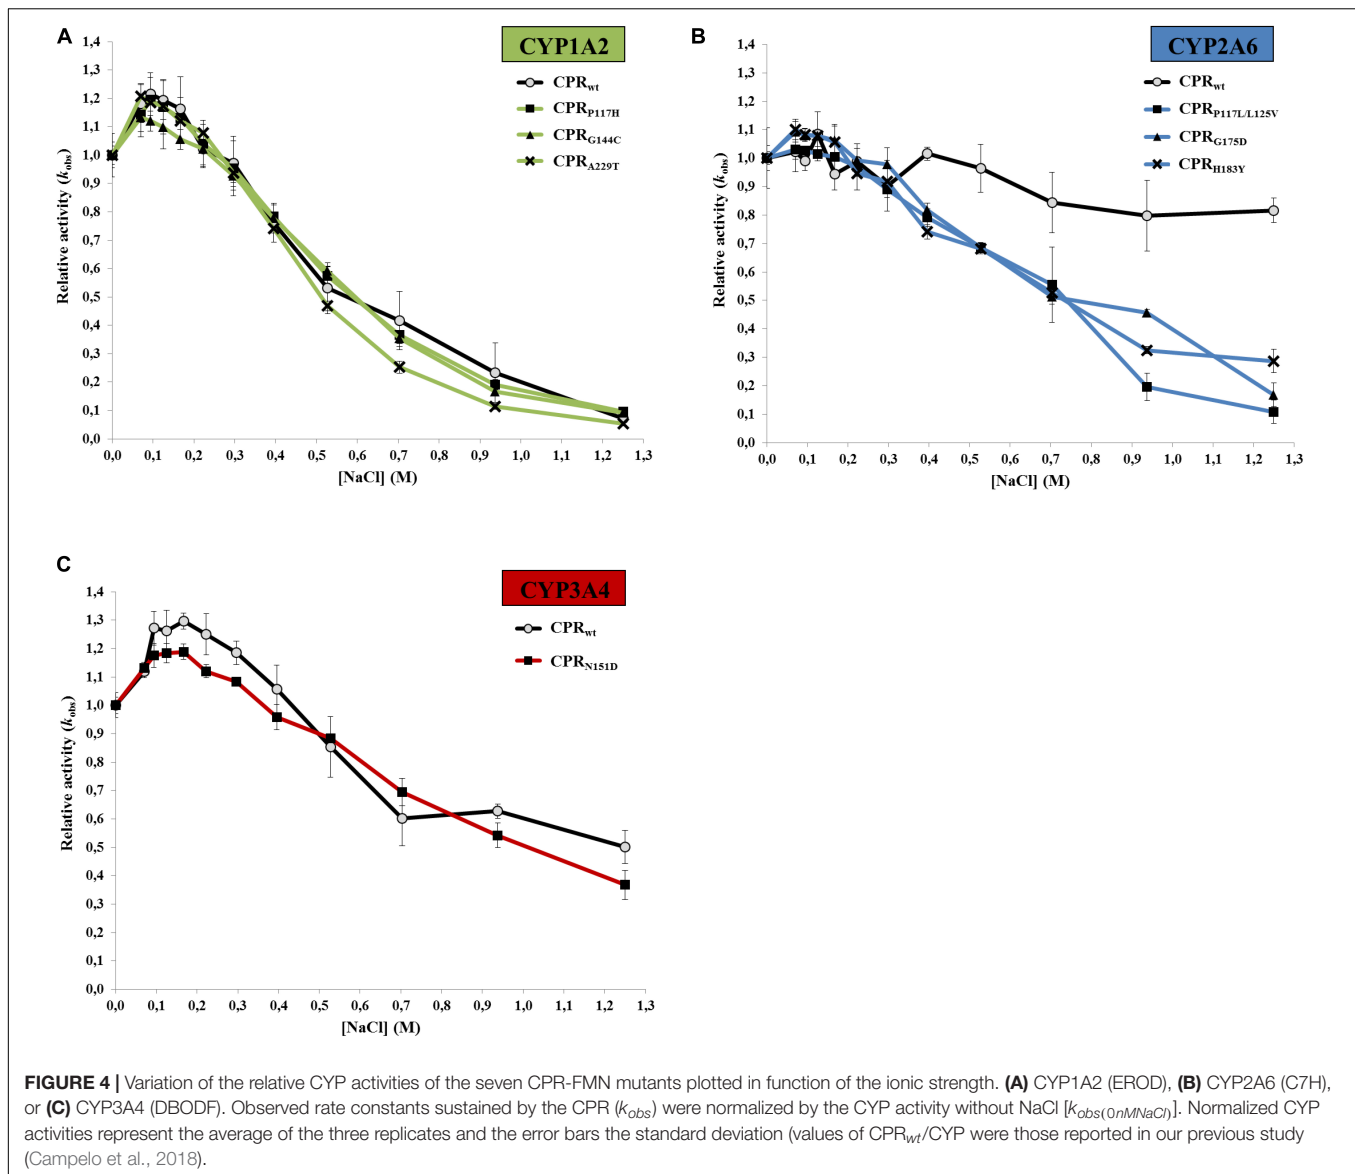 A
CYP1A2
1,4
1,3
1,2
1,1
1,0
0,9
0,8
0,7
0,6
0,5
0,4
0,3
0,2
0,1
0,0
Relative activity (kobs)
CPRwt
CPRP117H
CPRG144C
CPRA229T
0,0 0,1 0,2 0,3 0,4 0,5 0,6 0,7 0,8 0,9 1,0 1,1 1,2 1,3
[NaCl] (M)
B
CYP2A6
1,4
1,3
1,2
1,1
1,0
0,9
0,8
0,7
0,6
0,5
0,4
0,3
0,2
0,1
0,0
Relative activity (kobs)
CPRwt
CPRP117L/L125V
CPRG175D
CPRH183Y
0,0 0,1 0,2 0,3 0,4 0,5 0,6 0,7 0,8 0,9 1,0 1,1 1,2 1,3
[NaCl] (M)
C
CYP3A4
1,4
1,3
1,2
1,1
1,0
0,9
0,8
0,7
0,6
0,5
0,4
0,3
0,2
0,1
0,0
Relative activity (kobs)
CPRwt
CPRN151D
0,0 0,1 0,2 0,3 0,4 0,5 0,6 0,7 0,8 0,9 1,0 1,1 1,2 1,3
[NaCl] (M)
FIGURE 4 | Variation of the relative CYP activities of the seven CPR-FMN mutants plotted in function of the ionic strength. (A) CYP1A2 (EROD), (B) CYP2A6 (C7H),
or (C) CYP3A4 (DBODF). Observed rate constants sustained by the CPR (kobs) were normalized by the CYP activity without NaCl [kobs(0nMNaCl)]. Normalized CYP
activities represent the average of the three replicates and the error bars the standard deviation (values of CPRwt/CYP were those reported in our previous study
(Campelo et al., 2018).